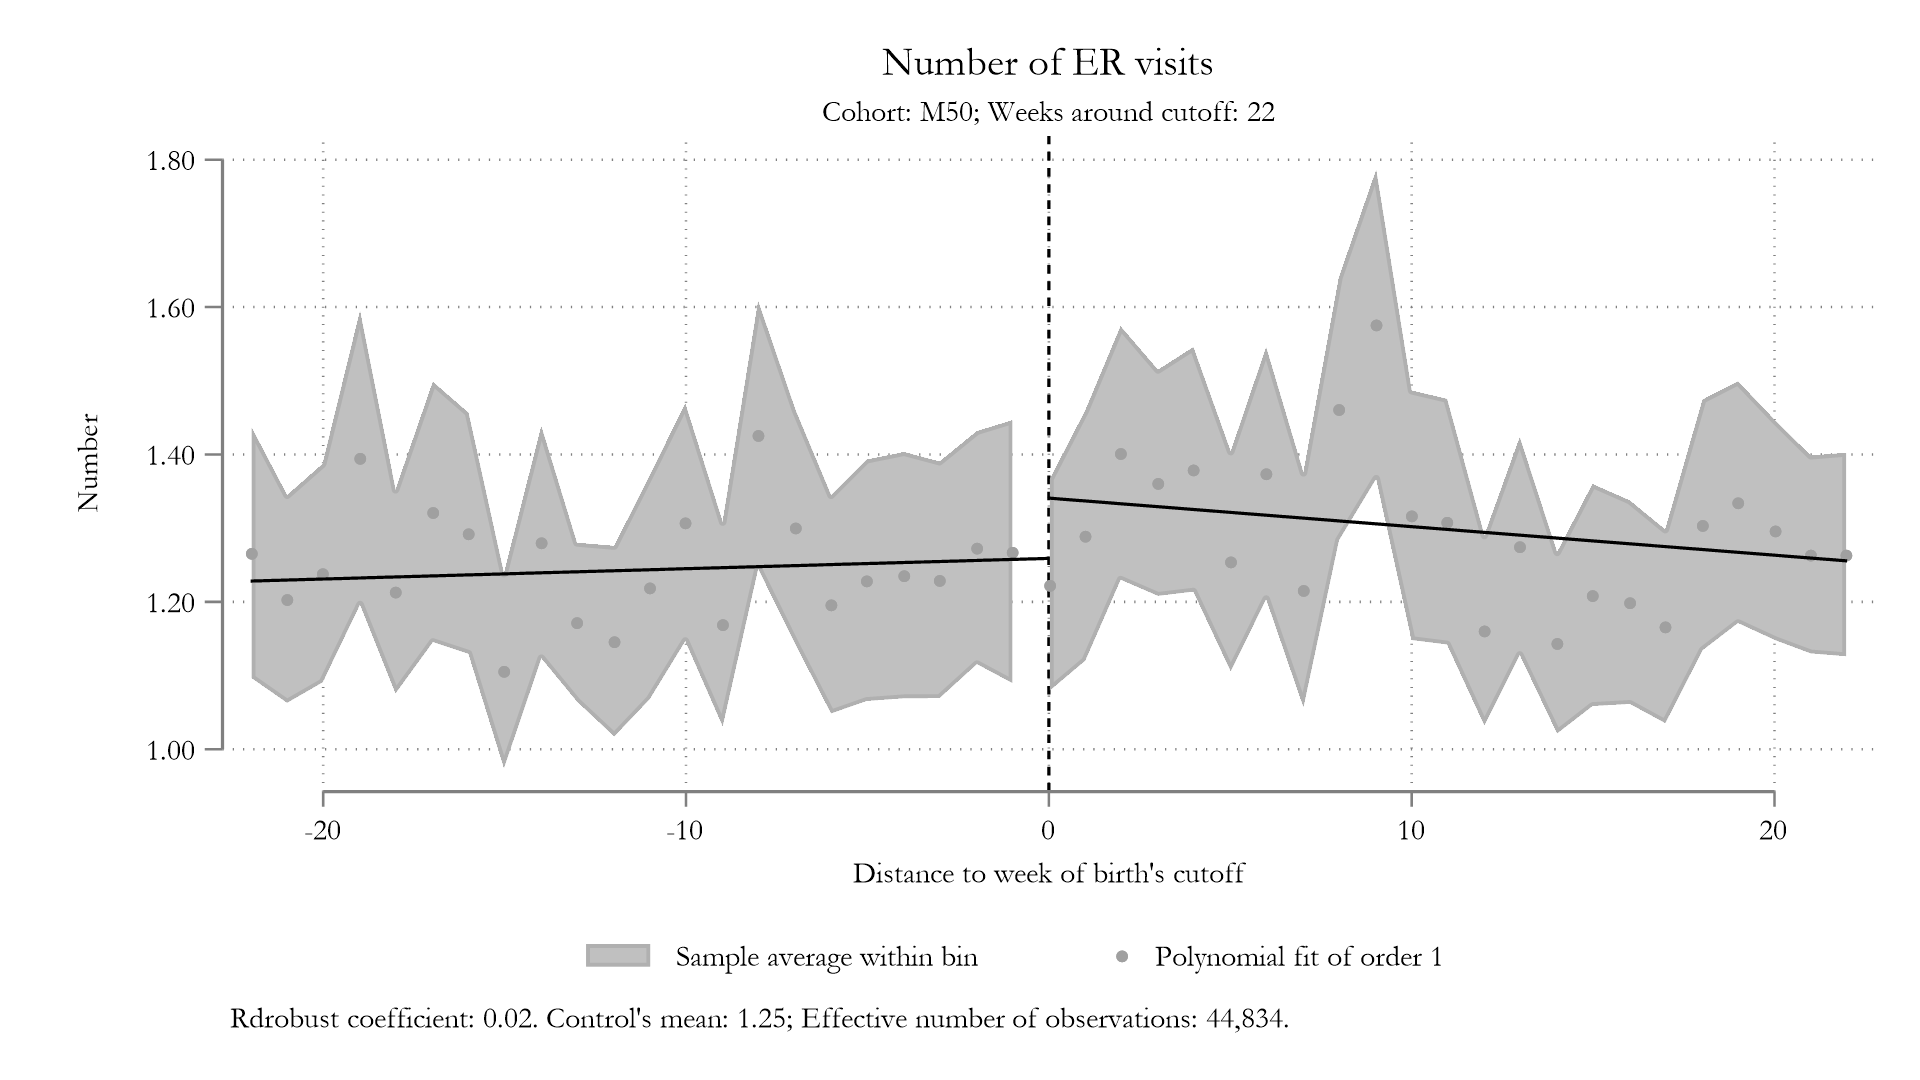 Number of ER visits
Cohort: M50; Weeks around cutoff: 22
Number
1.80
1.60
1.40
1.20
1.00
-20 -10 0 10 20
Distance to week of birth's cutoff
Sample average within bin Polynomial fit of order 1
Rdrobust coefficient: 0.02. Control's mean: 1.25; Effective number of observations: 44,834.